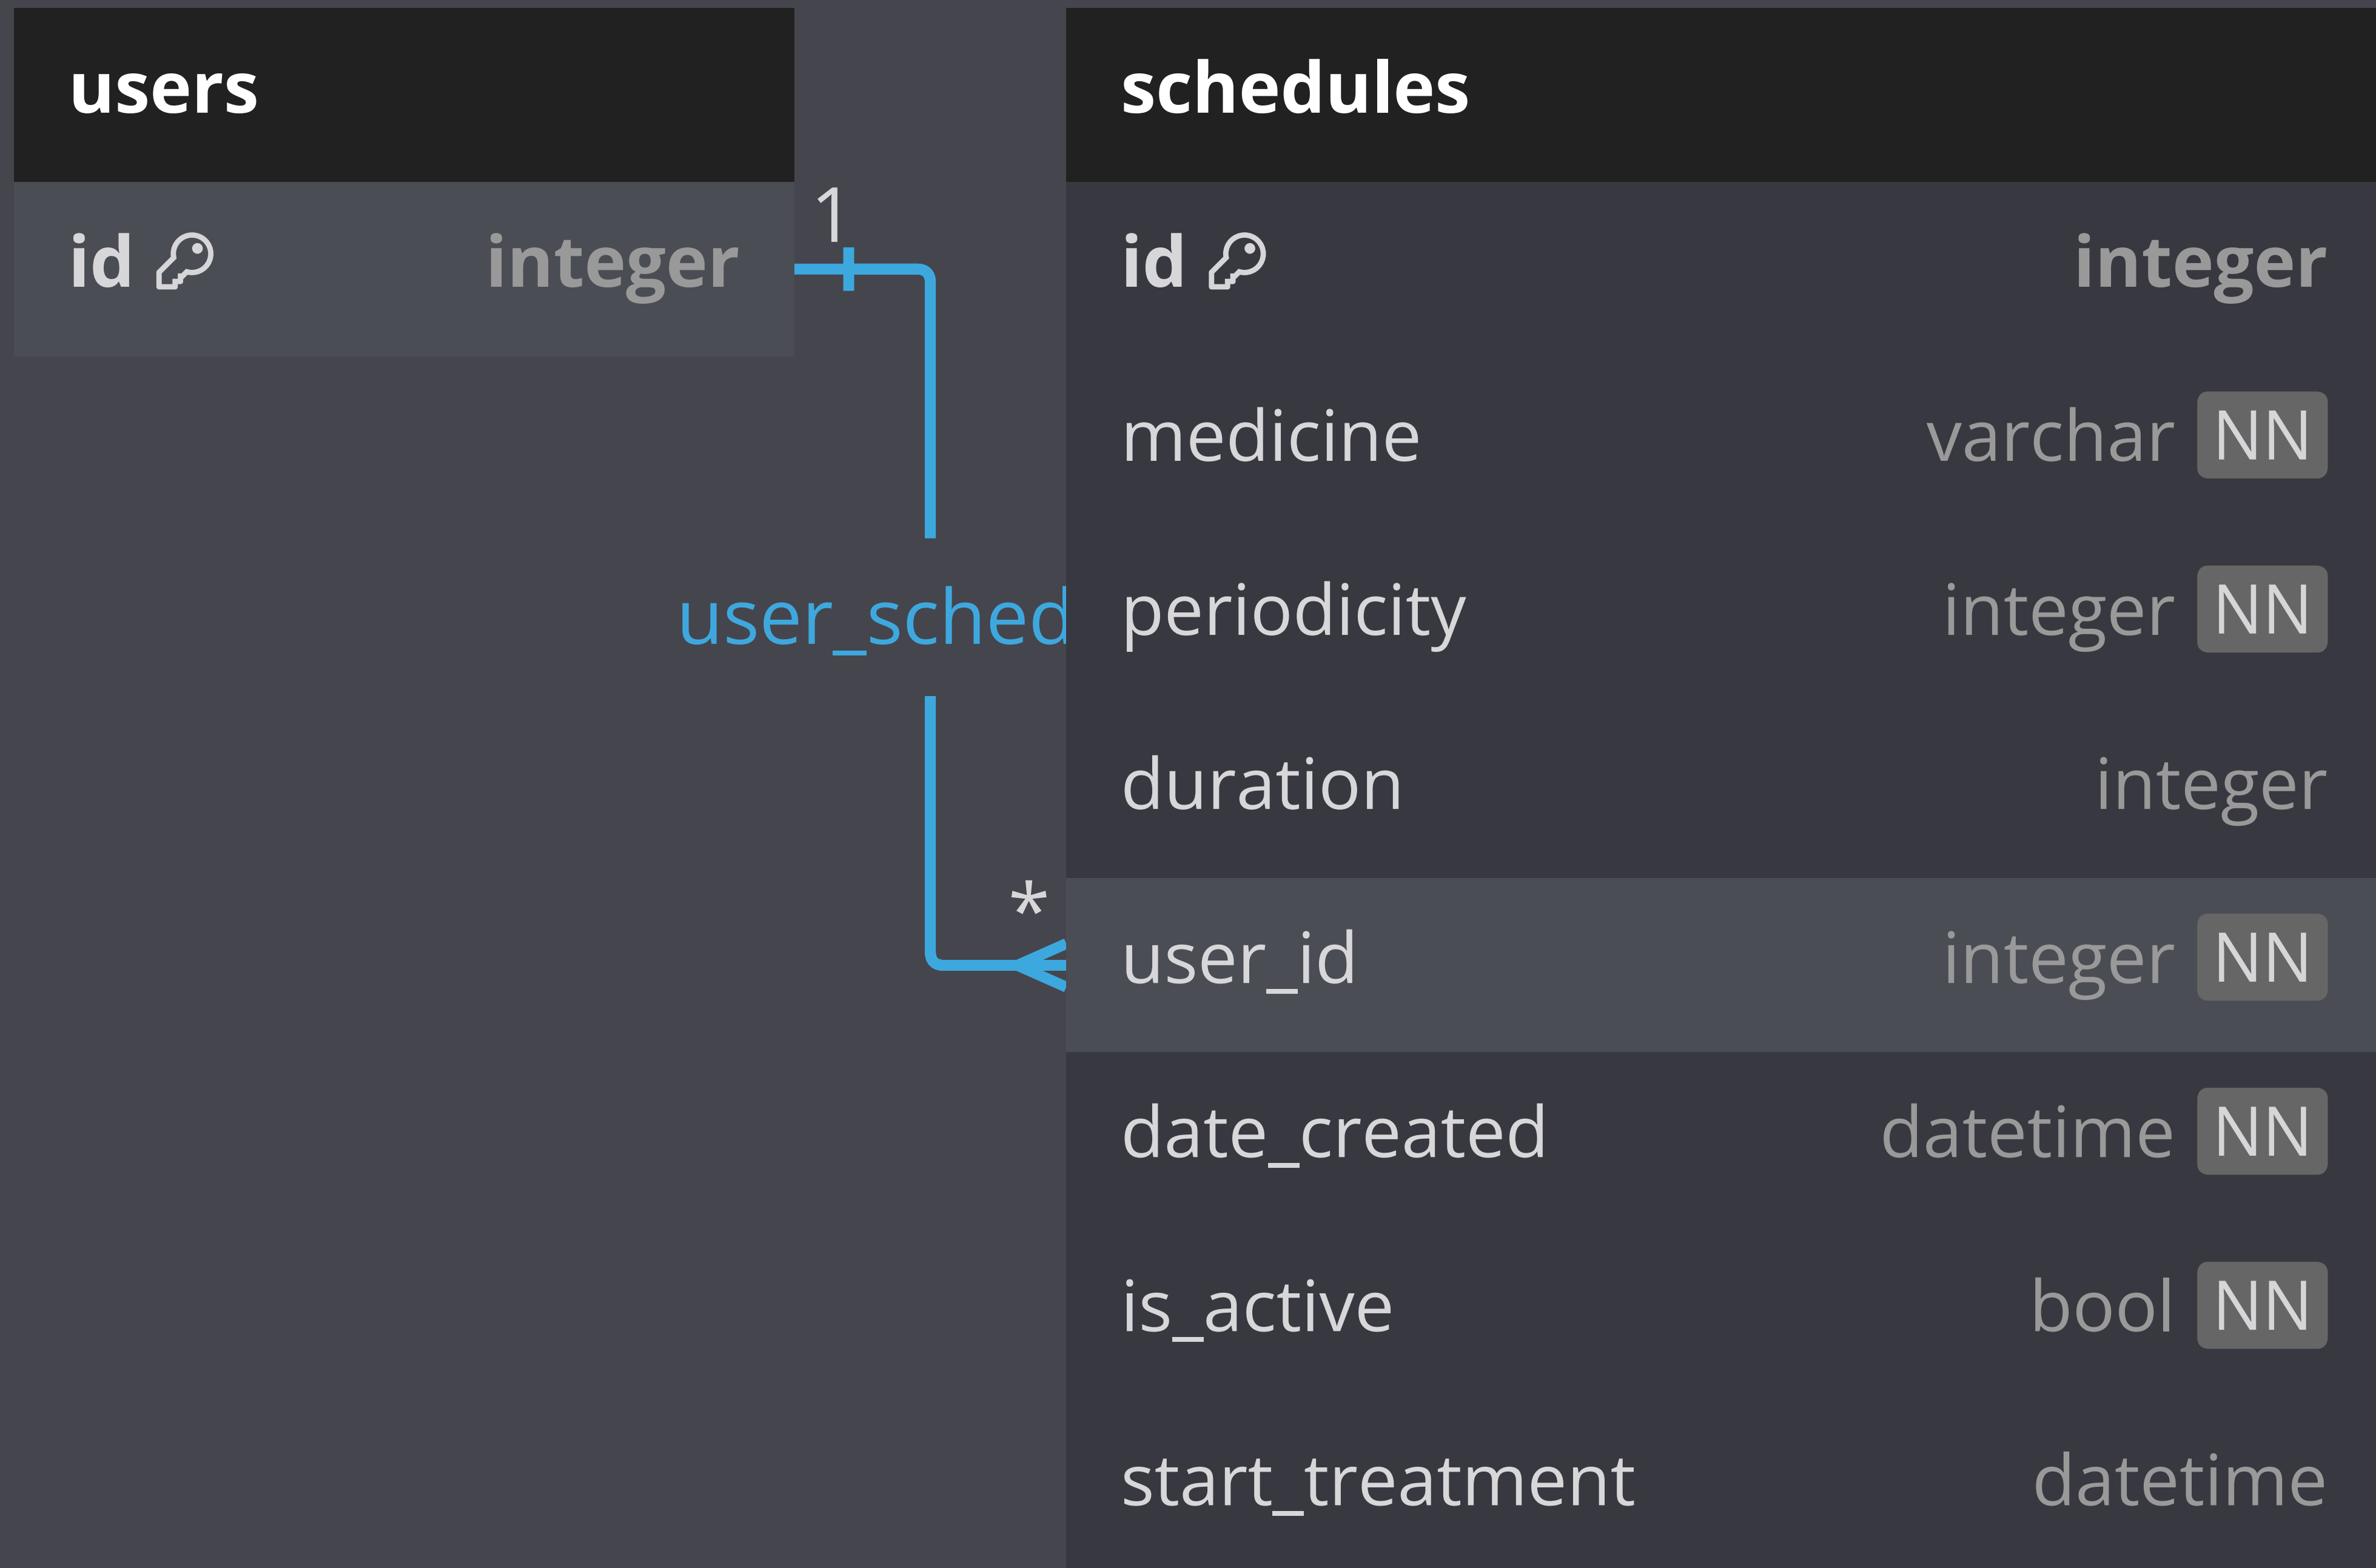 users
id integer
1
user_sched
*
schedules
id integer
medicine varchar NN
periodicity integer NN
duration integer
user_id integer NN
date_created datetime NN
is_active bool NN
start_treatment datetime